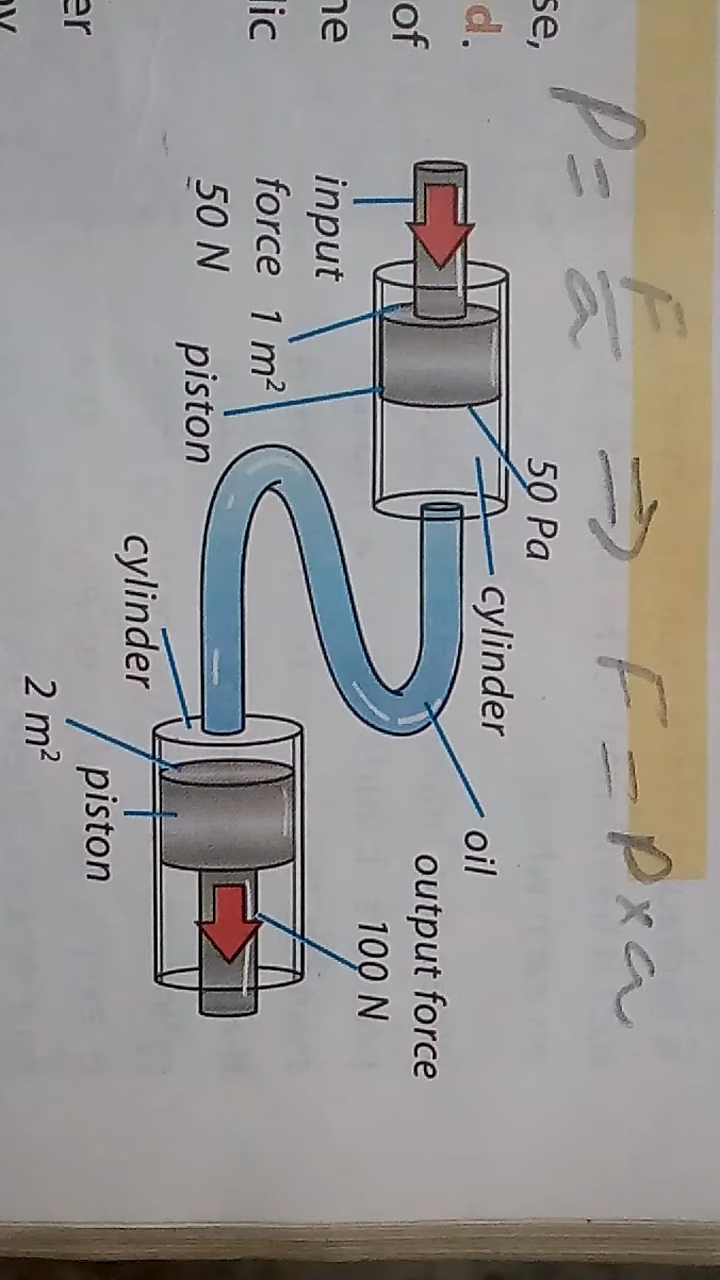 se,
d.
of
ne
lic
er
P = F/a → F = P x a
50 Pa
cylinder
oil
input
force
50 N
1 m²
piston
output force
100 N
cylinder
piston
2 m²